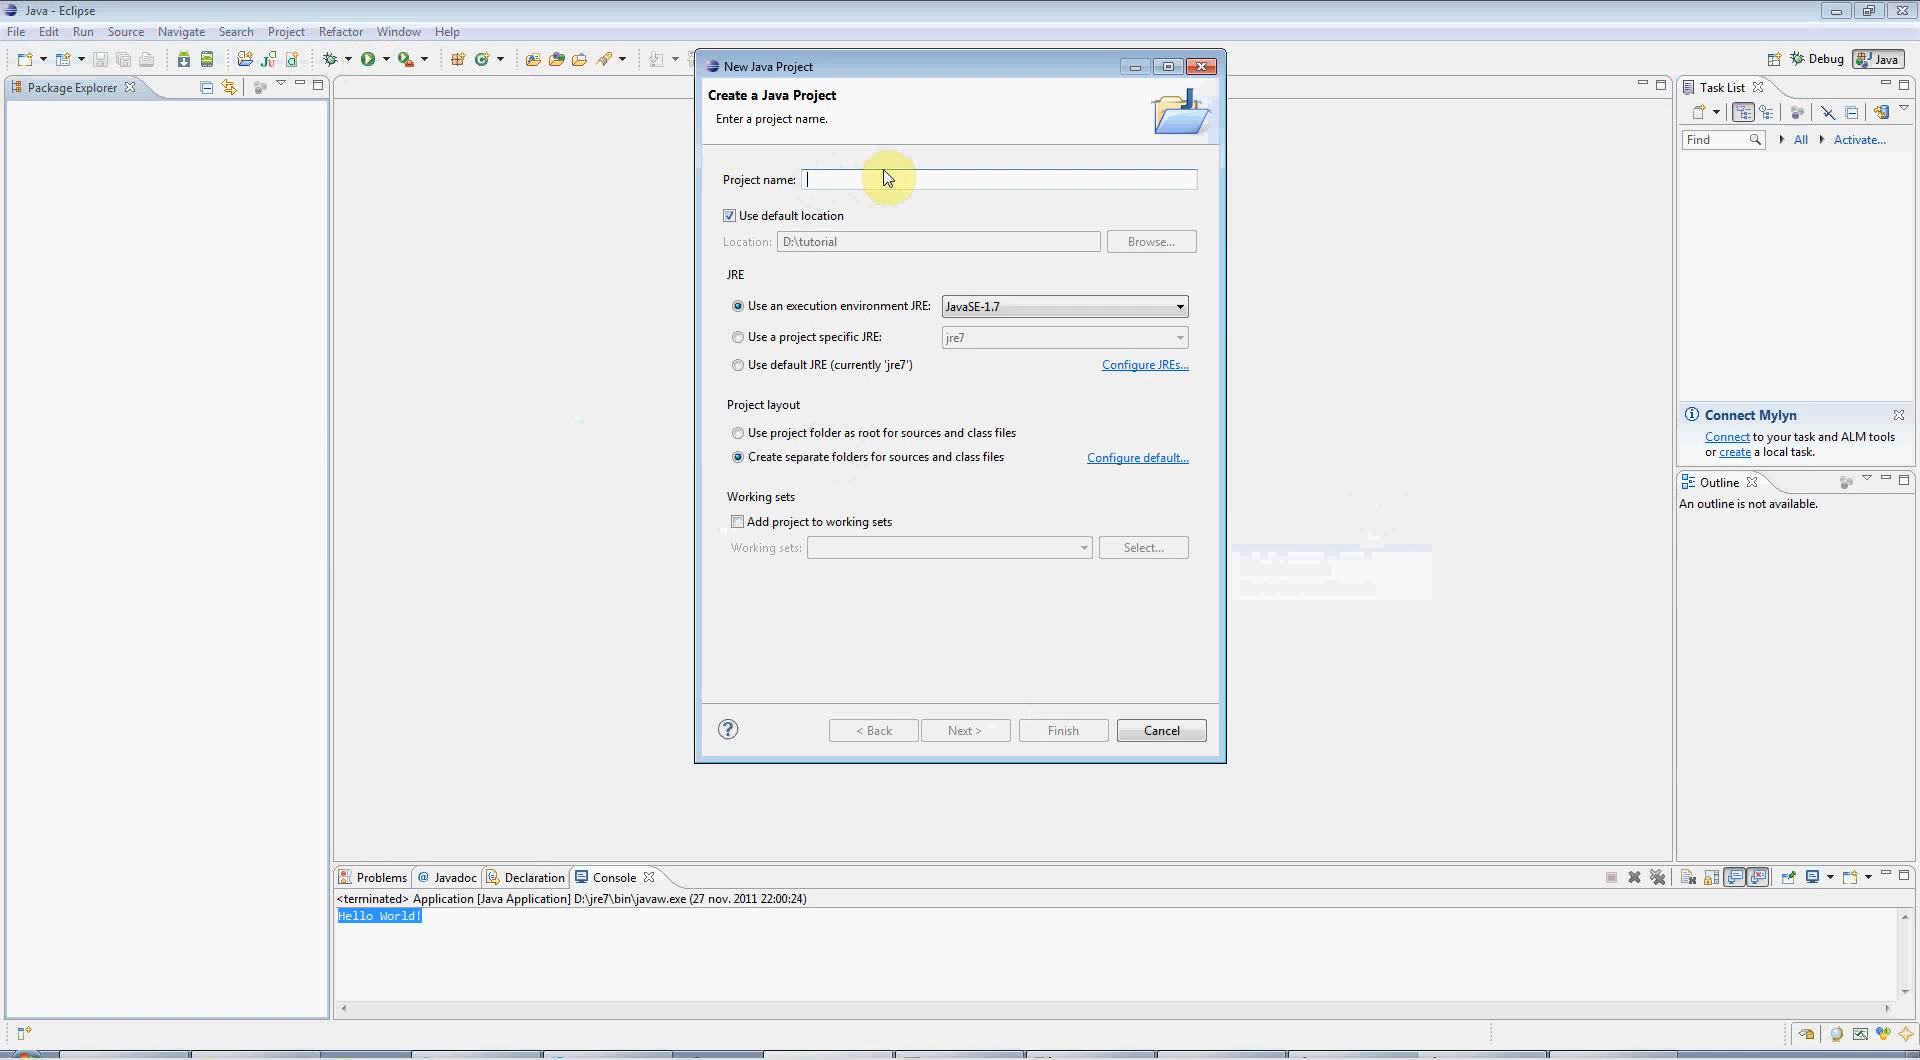 Java - Eclipse
File Edit Run Source Navigate Search Project Refactor Window Help
Debug Java
Package Explorer
New Java Project
Create a Java Project
Enter a project name.
Project name:
Use default location
Location: D:\tutorial Browse...
JRE
Use an execution environment JRE: JavaSE-1.7
Use a project specific JRE: jre7
Use default JRE (currently 'jre7') Configure JREs...
Project layout
Use project folder as root for sources and class files
Create separate folders for sources and class files Configure default...
Working sets
Add project to working sets
Working sets: Select...
< Back Next > Finish Cancel
Task List
Find All Activate...
Connect Mylyn
Connect to your task and ALM tools
or create a local task.
Outline
An outline is not available.
Problems @ Javadoc Declaration Console
<terminated> Application [Java Application] D:\jre7\bin\javaw.exe (27 nov. 2011 22:00:24)
Hello World!